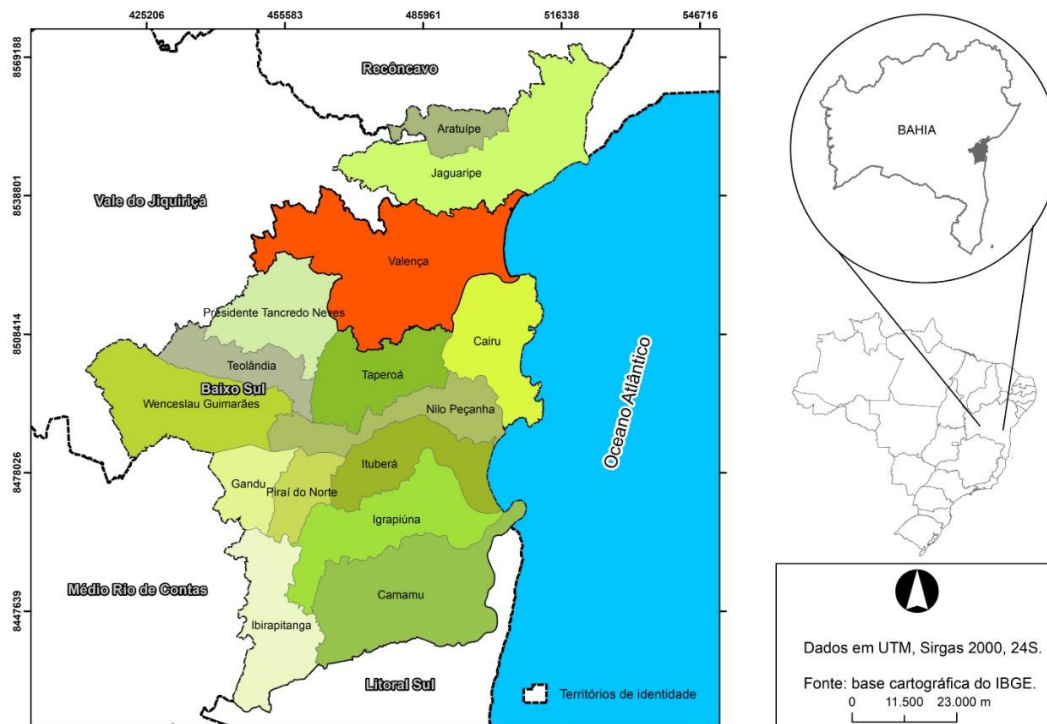 425206 455583 485961 516338 546716
8569188
8538801
8508414
8478026
8447639
Recôncavo
Aratuípe
Jaguaripe
Vale do Jiquiriçá
Valença
Presidente Tancredo Neves
Cairu
Teolândia
Taperoá
Baixo Sul
Wenceslau Guimarães
Nilo Peçanha
Ituberá
Gandu
Piraí do Norte
Igrapiúna
Médio Rio de Contas
Camamu
Ibirapitanga
Litoral Sul
Oceano Atlântico
Territórios de identidade
BAHIA
Dados em UTM, Sirgas 2000, 24S.
Fonte: base cartográfica do IBGE.
0 11.500 23.000 m